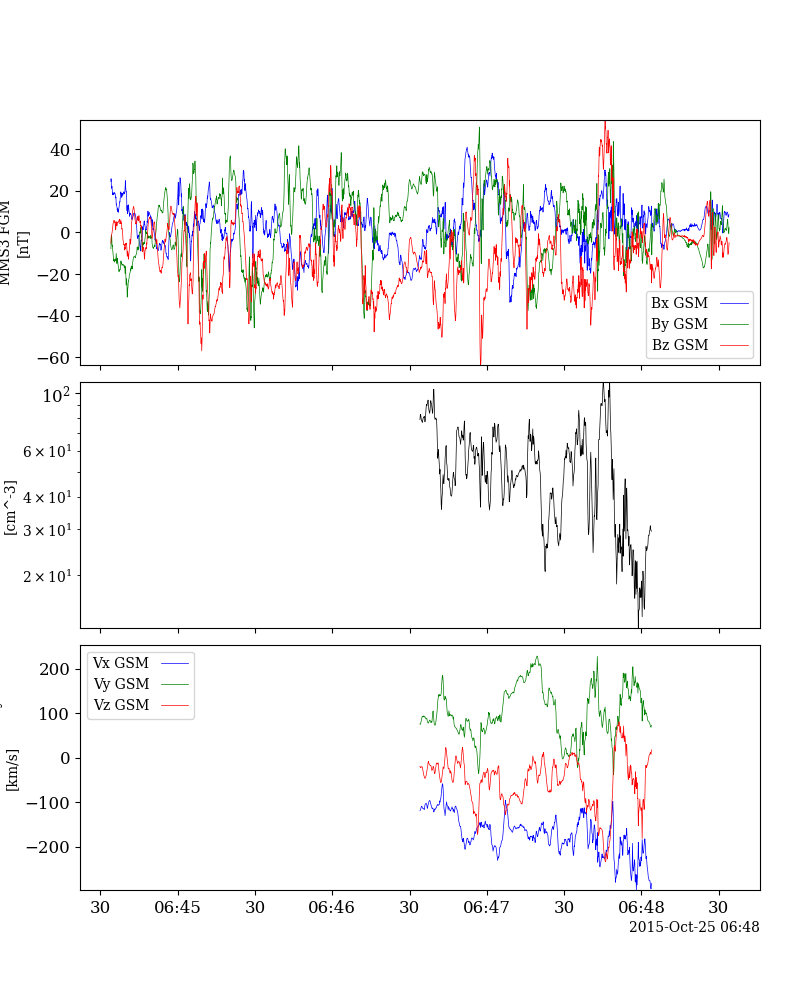 MMS3 FGM
[nT]
40
20
0
−20
−40
−60
Bx GSM
By GSM
Bz GSM
[cm^-3]
10²
6 × 10¹
4 × 10¹
3 × 10¹
2 × 10¹
[km/s]
200
100
0
−100
−200
Vx GSM
Vy GSM
Vz GSM
30 06:45 30 06:46 30 06:47 30 06:48 30
2015-Oct-25 06:48